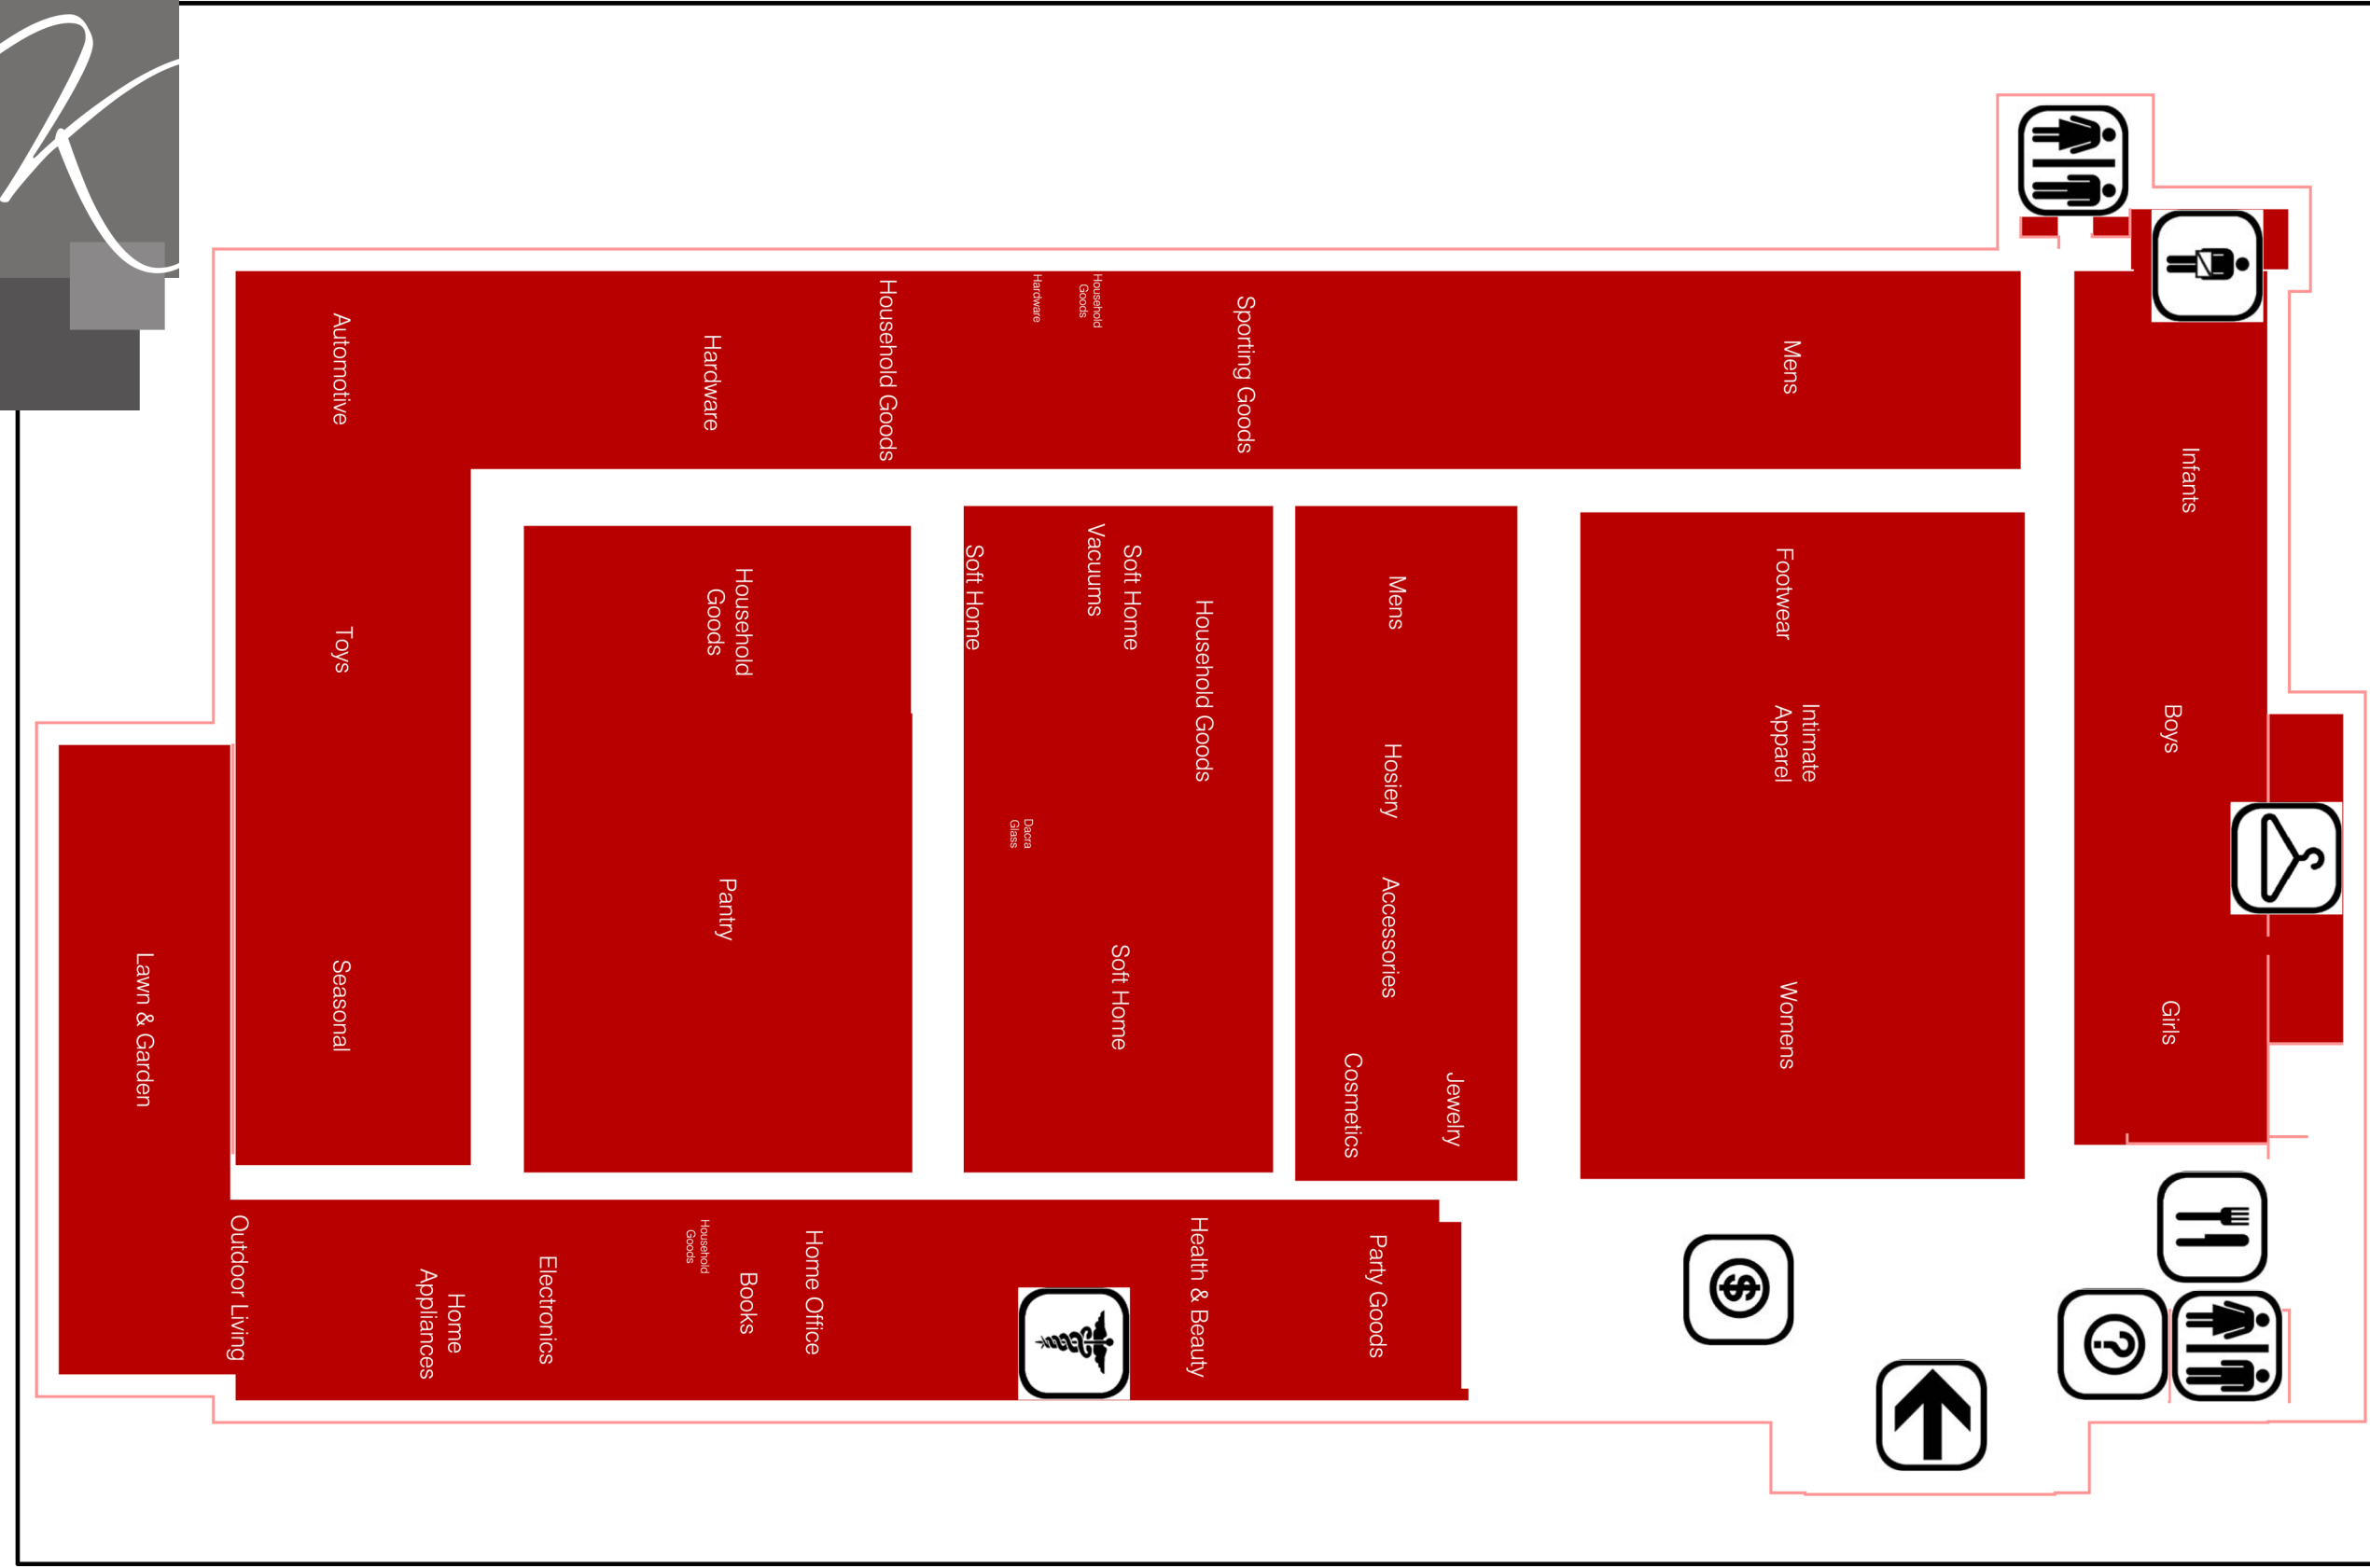 K
Automotive
Hardware
Household Goods
Hardware
Household
Goods
Sporting Goods
Mens
Infants
Toys
Household
Goods
Soft Home
Vacuums
Soft Home
Household Goods
Mens
Footwear
Intimate
Apparel
Boys
Hosiery
Dacra
Glass
Pantry
Accessories
Lawn & Garden
Seasonal
Soft Home
Cosmetics
Jewelry
Womens
Girls
Outdoor Living
Home
Appliances
Electronics
Household
Goods
Books
Home Office
Health & Beauty
Party Goods
$
?